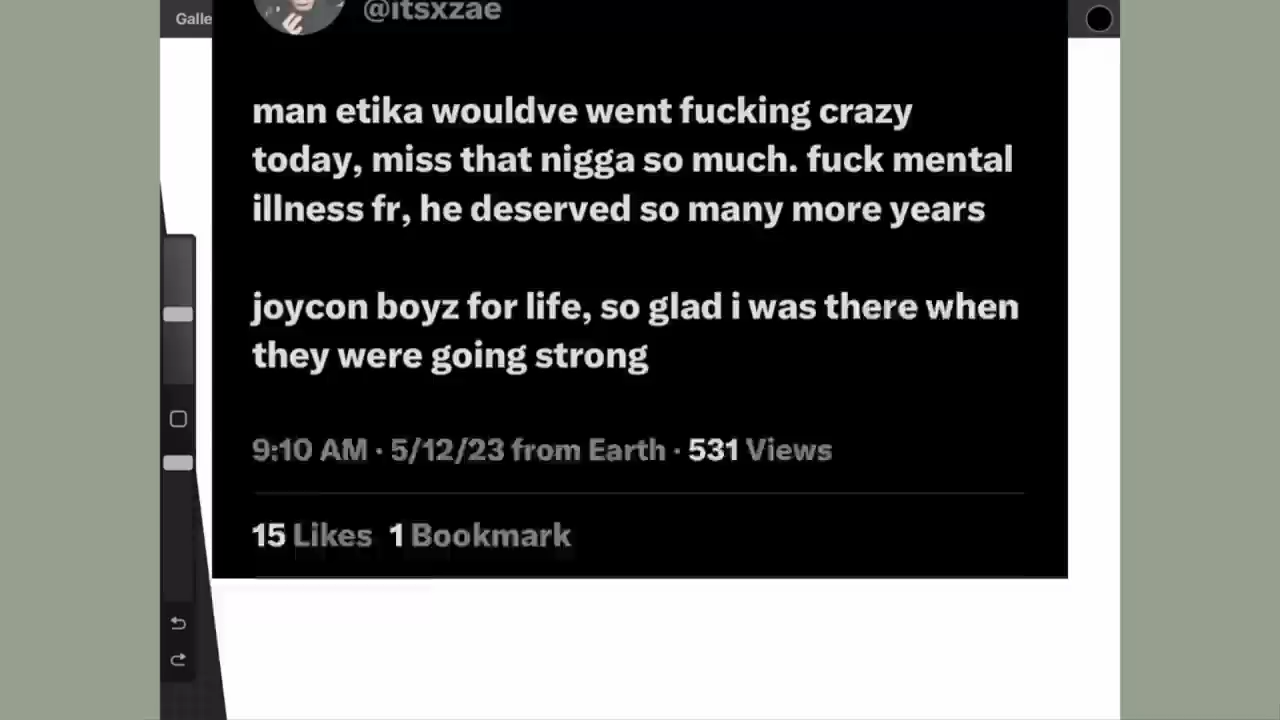 Galle
@itsxzae
man etika wouldve went fucking crazy
today, miss that nigga so much. fuck mental
illness fr, he deserved so many more years
joycon boyz for life, so glad i was there when
they were going strong
9:10 AM · 5/12/23 from Earth · 531 Views
15 Likes 1 Bookmark